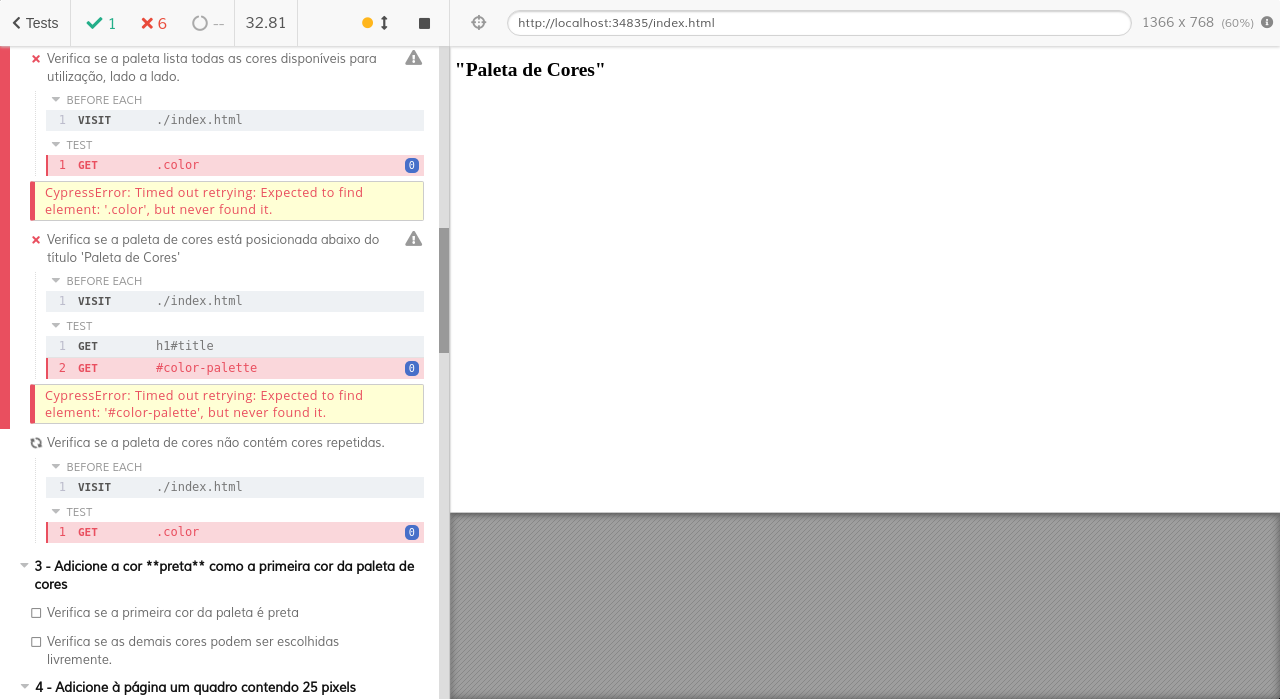 Tests 1 6 -- 32.81
http://localhost:34835/index.html 1366 x 768 (60%)
Verifica se a paleta lista todas as cores disponíveis para
utilização, lado a lado.
BEFORE EACH
1 VISIT ./index.html
TEST
1 GET .color 0
CypressError: Timed out retrying: Expected to find
element: '.color', but never found it.
Verifica se a paleta de cores está posicionada abaixo do
título 'Paleta de Cores'
BEFORE EACH
1 VISIT ./index.html
TEST
1 GET h1#title
2 GET #color-palette 0
CypressError: Timed out retrying: Expected to find
element: '#color-palette', but never found it.
Verifica se a paleta de cores não contém cores repetidas.
BEFORE EACH
1 VISIT ./index.html
TEST
1 GET .color 0
3 - Adicione a cor **preta** como a primeira cor da paleta de
cores
Verifica se a primeira cor da paleta é preta
Verifica se as demais cores podem ser escolhidas
livremente.
4 - Adicione à página um quadro contendo 25 pixels
"Paleta de Cores"